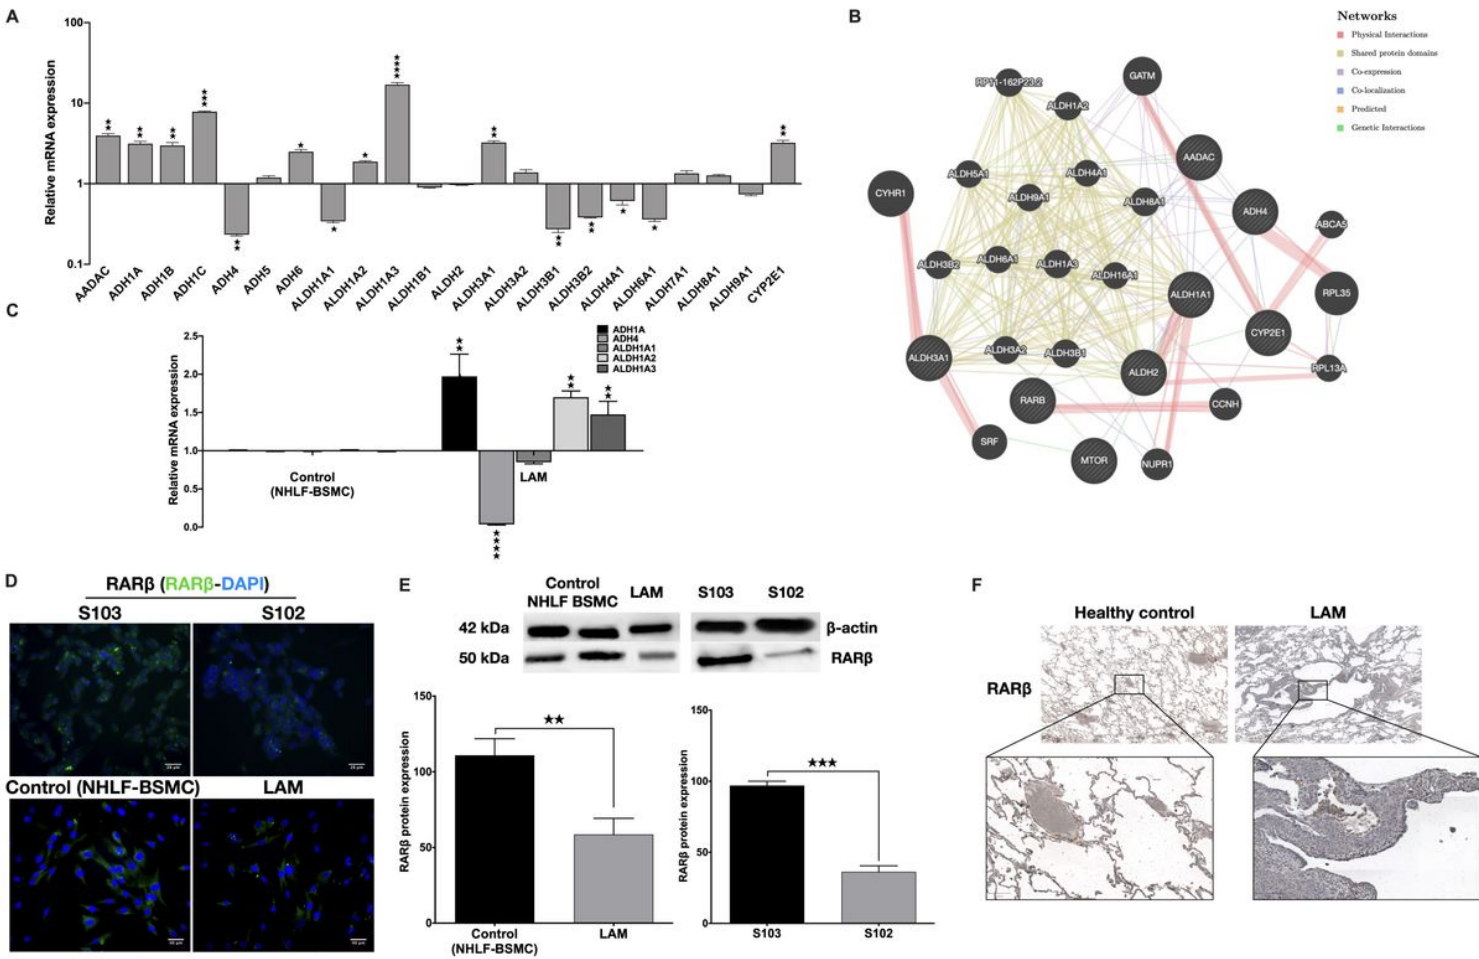 A
100
10
1
0.1
Relative mRNA expression
AADAC
ADH1A
ADH1B
ADH1C
ADH4
ADH5
ADH6
ALDH1A1
ALDH1A2
ALDH1A3
ALDH1B1
ALDH2
ALDH3A1
ALDH3A2
ALDH3B1
ALDH3B2
ALDH4A1
ALDH6A1
ALDH7A1
ALDH8A1
ALDH9A1
CYP2E1
B
Networks
Physical Interactions
Shared protein domains
Co-expression
Co-localization
Predicted
Genetic Interactions
RP11-162P23.2
GATM
ALDH1A2
AADAC
ALDH5A1
ALDH4A1
CYHR1
ALDH9A1
ALDH8A1
ADH4
ABCA5
ALDH3B2
ALDH6A1
ALDH1A3
ALDH16A1
ALDH1A1
RPL35
CYP2E1
ALDH3A1
ALDH3A2
ALDH3B1
ALDH2
RPL13A
RARB
CCNH
SRF
MTOR
NUPR1
C
2.5
2.0
1.5
1.0
0.5
0.0
Relative mRNA expression
ADH1A
ADH4
ALDH1A1
ALDH1A2
ALDH1A3
Control
(NHLF-BSMC)
LAM
D
RARβ (RARβ-DAPI)
S103 S102
Control (NHLF-BSMC) LAM
E
Control
NHLF BSMC LAM S103 S102
42 kDa β-actin
50 kDa RARβ
150
100
50
0
RARβ protein expression
Control
(NHLF-BSMC)
LAM
150
100
50
0
RARβ protein expression
S103 S102
F
Healthy control LAM
RARβ